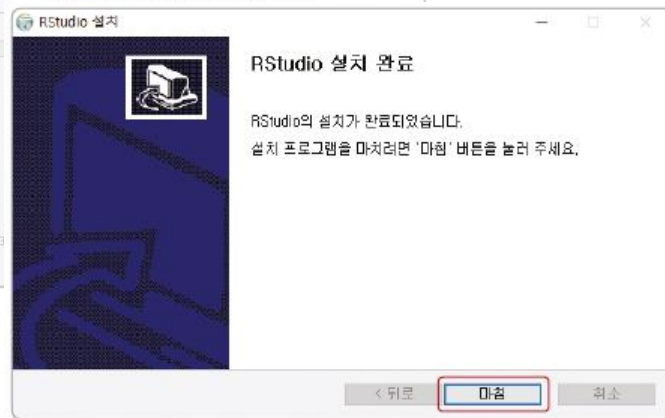 RStudio 설치
RStudio 설치 완료
RStudio의 설치가 완료되었습니다.
설치 프로그램을 마치려면 '마침' 버튼을 눌러 주세요.
< 뒤로
마침
취소